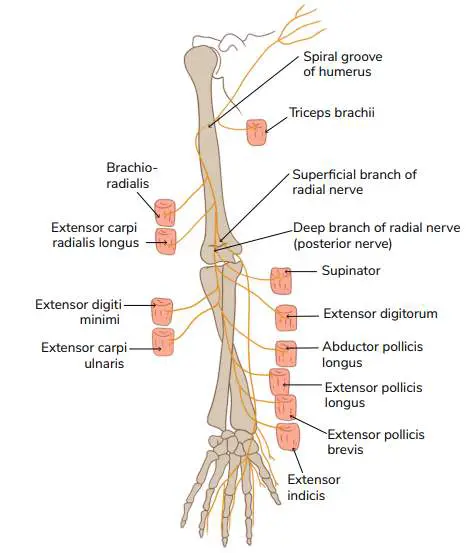 Spiral groove
of humerus
Triceps brachii
Brachio-
radialis
Superficial branch of
radial nerve
Extensor carpi
radialis longus
Deep branch of radial nerve
(posterior nerve)
Supinator
Extensor digiti
minimi
Extensor digitorum
Extensor carpi
ulnaris
Abductor pollicis
longus
Extensor pollicis
longus
Extensor pollicis
brevis
Extensor
indicis